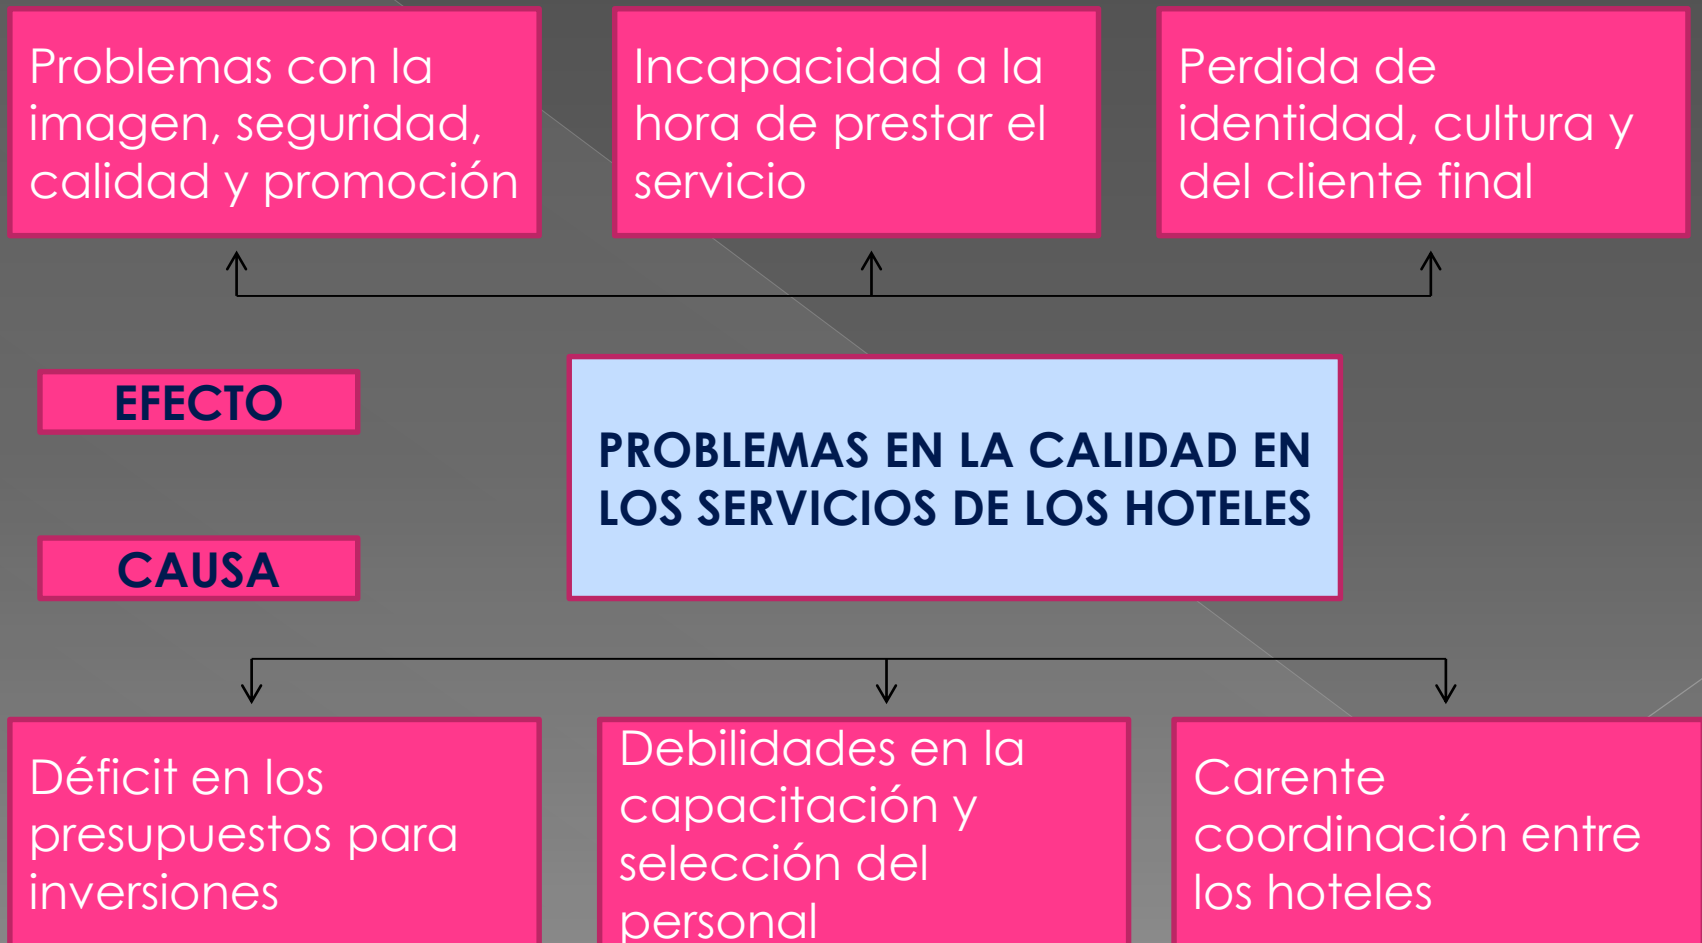 Problemas con la
imagen, seguridad,
calidad y promoción
Incapacidad a la
hora de prestar el
servicio
Perdida de
identidad, cultura y
del cliente final
EFECTO
PROBLEMAS EN LA CALIDAD EN
LOS SERVICIOS DE LOS HOTELES
CAUSA
Déficit en los
presupuestos para
inversiones
Debilidades en la
capacitación y
selección del
personal
Carente
coordinación entre
los hoteles